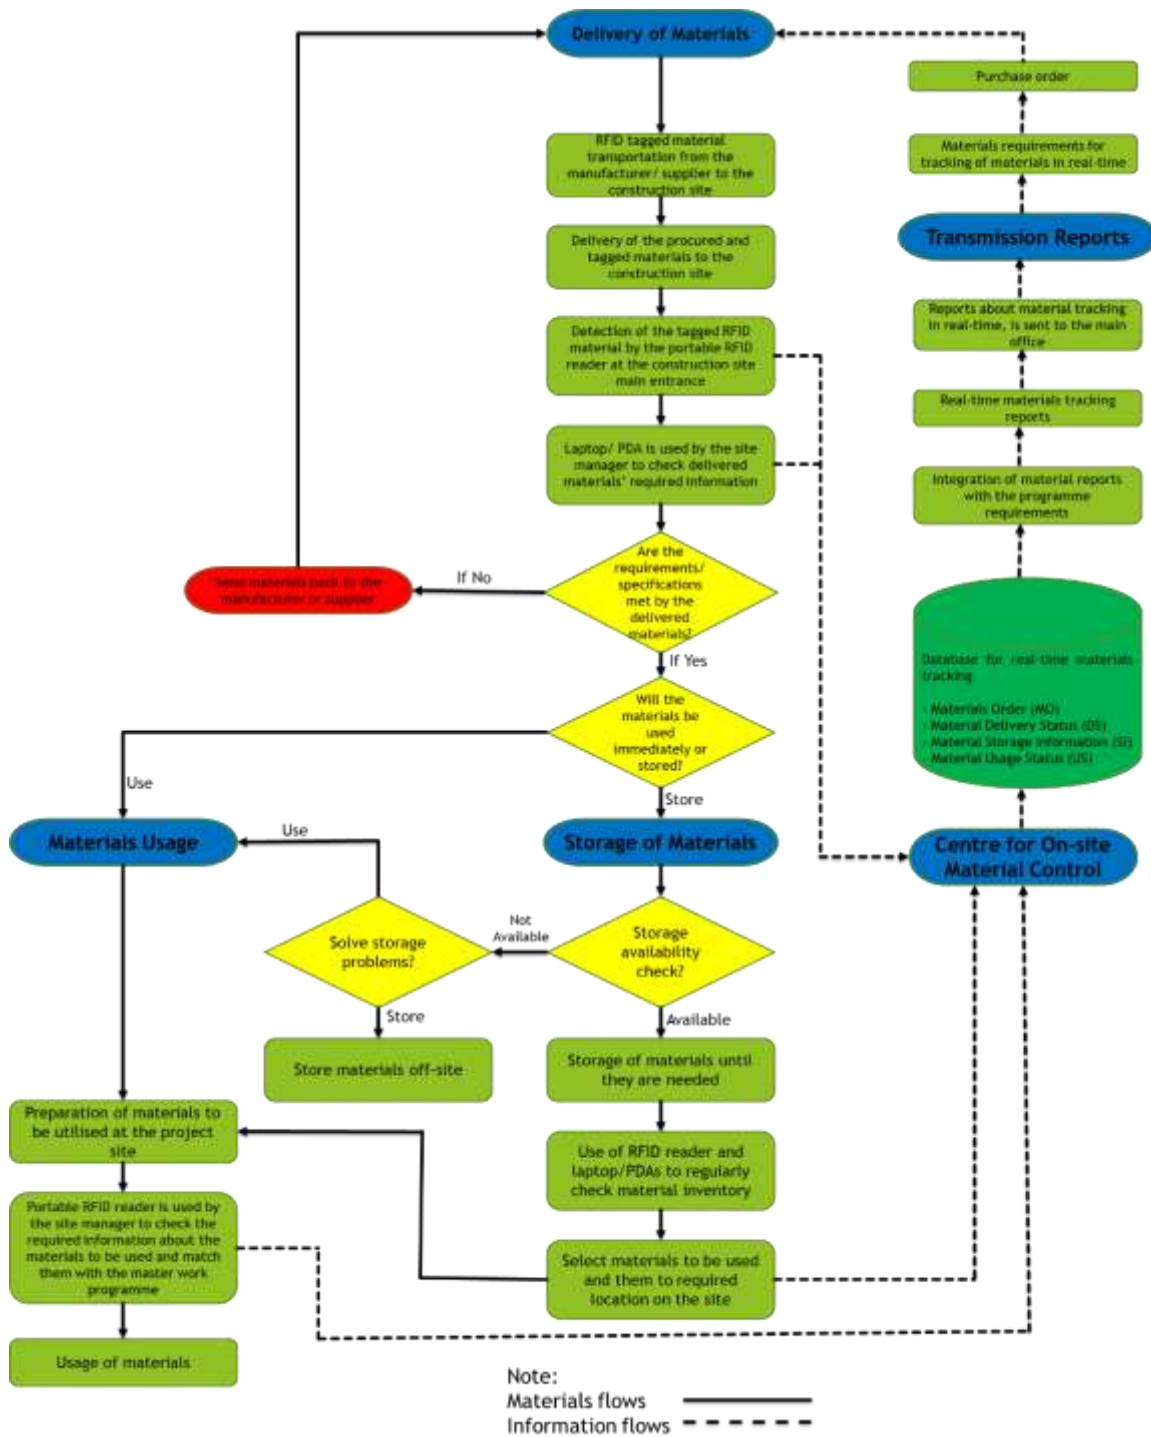 Delivery of Materials
Purchase order
RFID tagged material
transportation from the
manufacturer/ supplier to the
construction site
Materials requirements for
tracking of materials in real-time
Transmission Reports
Delivery of the procured and
tagged materials to the
construction site
Reports about material tracking
in real-time, is sent to the main
office
Detection of the tagged RFID
material by the portable RFID
reader at the construction site
main entrance
Real-time materials tracking
reports
Laptop/ PDA is used by the site
manager to check delivered
materials' required information
Integration of material reports
with the programme
requirements
Are the
requirements/
specifications
met by the
delivered
materials?
If No
Send materials back to the
manufacturer or supplier
If Yes
Database for real-time materials
tracking
- Materials Order (MO)
- Material Delivery Status (DS)
- Material Storage Information (SI)
- Material Usage Status (US)
Will the
materials be
used
immediately or
stored?
Use
Store
Materials Usage
Use
Storage of Materials
Centre for On-site
Material Control
Solve storage
problems?
Not
Available
Storage
availability
check?
Store
Available
Store materials off-site
Storage of materials until
they are needed
Preparation of materials to
be utilised at the project
site
Use of RFID reader and
laptop/PDAs to regularly
check material inventory
Portable RFID reader is used by
the site manager to check the
required information about the
materials to be used and match
them with the master work
programme
Select materials to be used
and them to required
location on the site
Usage of materials
Note:
Materials flows
Information flows